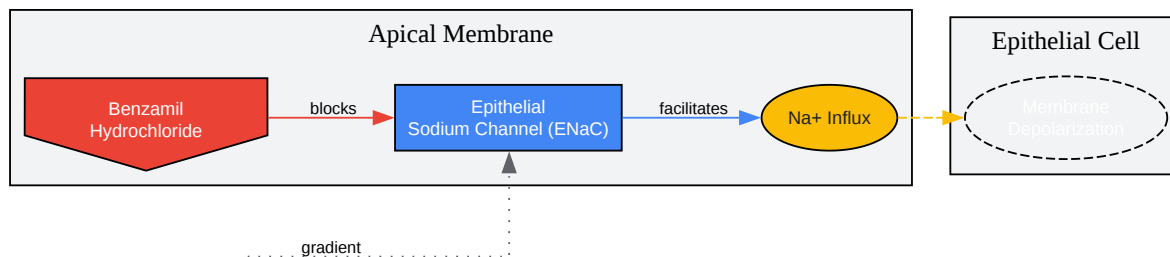 Apical Membrane
Epithelial Cell
Benzamil
Hydrochloride
blocks
Epithelial
Sodium Channel (ENaC)
facilitates
Na+ Influx
Membrane
Depolarization
gradient